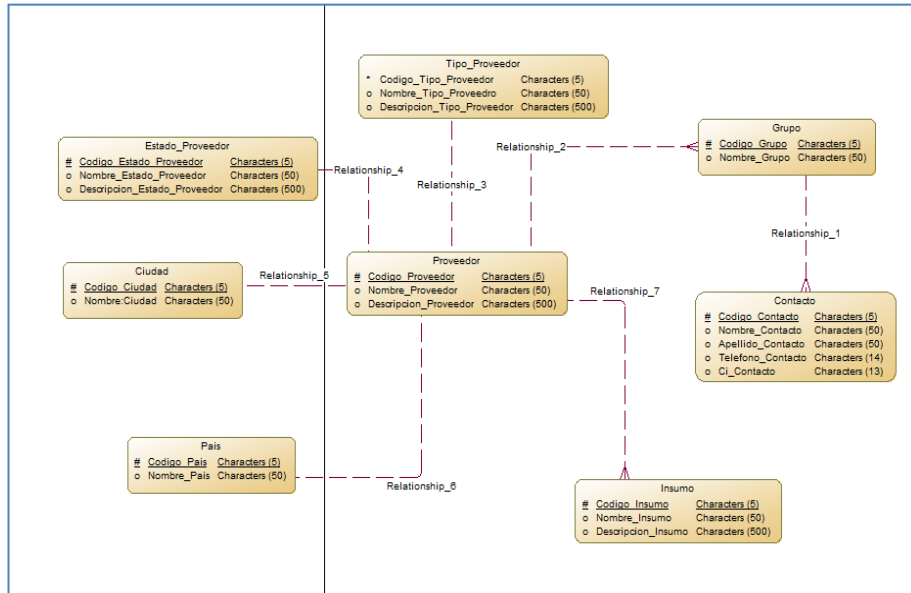 Tipo_Proveedor
* Codigo_Tipo_Proveedor Characters (5)
o Nombre_Tipo_Proveedro Characters (50)
o Descripcion_Tipo_Proveedor Characters (500)
Estado_Proveedor
# Codigo_Estado_Proveedor Characters (5)
o Nombre_Estado_Proveedor Characters (50)
o Descripcion_Estado_Proveedor Characters (500)
Relationship_4
Relationship_3
Relationship_2
Grupo
# Codigo_Grupo Characters (5)
o Nombre_Grupo Characters (50)
Relationship_1
Ciudad
# Codigo_Ciudad Characters (5)
o Nombre:Ciudad Characters (50)
Relationship_5
Proveedor
# Codigo_Proveedor Characters (5)
o Nombre_Proveedor Characters (50)
o Descripcion_Proveedor Characters (500)
Relationship_7
Contacto
# Codigo_Contacto Characters (5)
o Nombre_Contacto Characters (50)
o Apellido_Contacto Characters (50)
o Telefono_Contacto Characters (14)
o Ci_Contacto Characters (13)
Pais
# Codigo_Pais Characters (5)
o Nombre_Pais Characters (50)
Relationship_6
Insumo
# Codigo_Insumo Characters (5)
o Nombre_Insumo Characters (50)
o Descripcion_Insumo Characters (500)